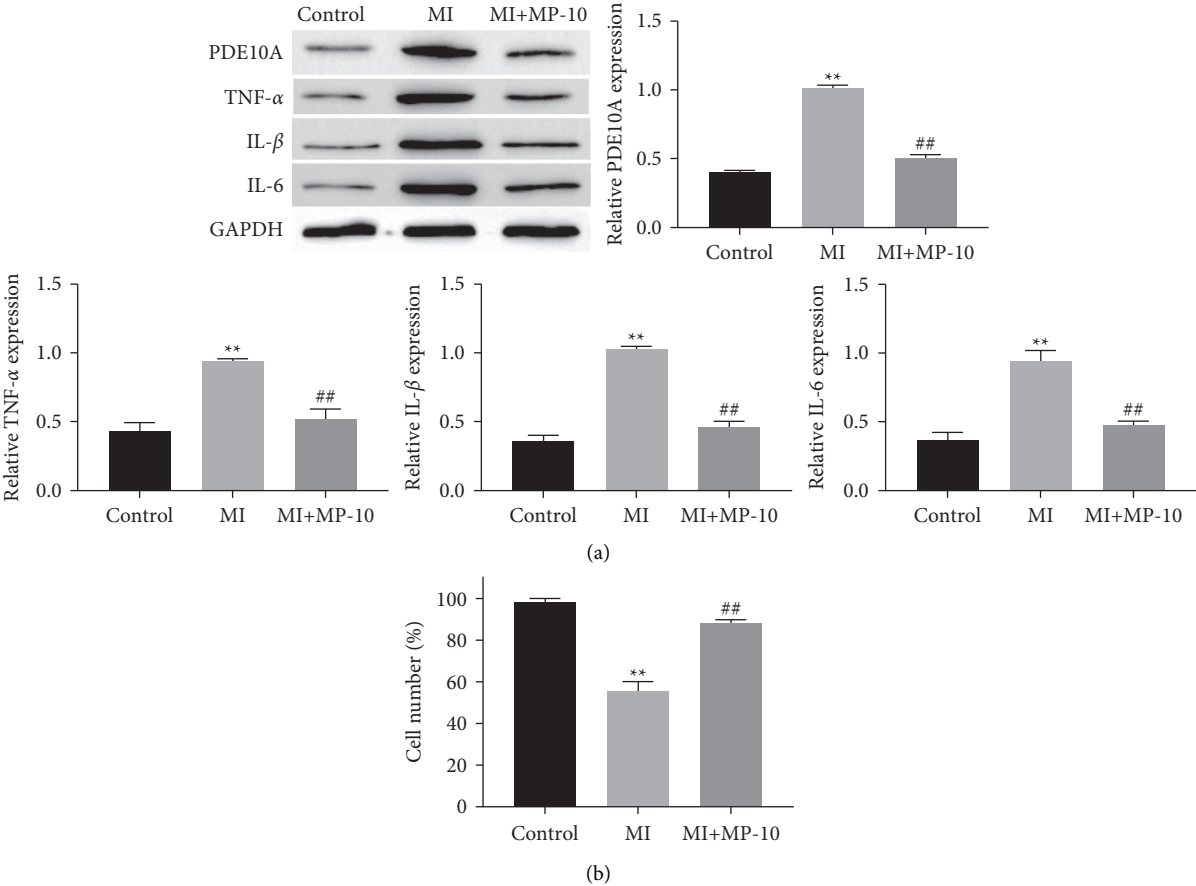 Control MI MI+MP-10
PDE10A
TNF-α
IL-β
IL-6
GAPDH
Relative PDE10A expression
1.5
1.0
0.5
0.0
**
##
Control MI MI+MP-10
Relative TNF-α expression
1.5
1.0
0.5
0.0
**
##
Control MI MI+MP-10
Relative IL-β expression
1.5
1.0
0.5
0.0
**
##
Control MI MI+MP-10
Relative IL-6 expression
1.5
1.0
0.5
0.0
**
##
Control MI MI+MP-10
(a)
Cell number (%)
100
80
60
40
20
0
**
##
Control MI MI+MP-10
(b)